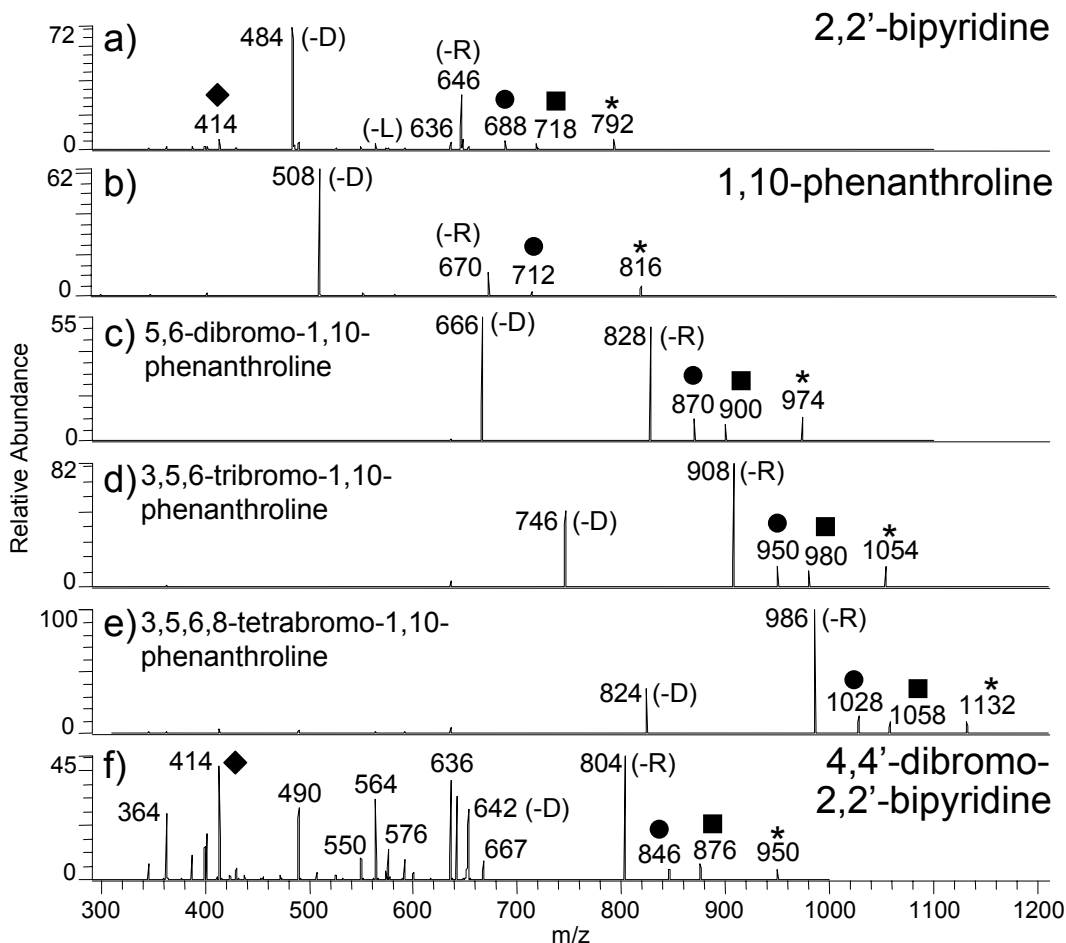 72
a)
484 (-D)
(-R)
646
2,2'-bipyridine
◆
414
(-L)
636
●
688
■
718
*
792
0
62
b)
508 (-D)
1,10-phenanthroline
(-R)
670
●
712
*
816
0
55
c) 5,6-dibromo-1,10-
phenanthroline
666 (-D)
828 (-R)
●
870
■
900
*
974
0
82
d) 3,5,6-tribromo-1,10-
phenanthroline
908 (-R)
746 (-D)
●
950
■
980
*
1054
0
100
e) 3,5,6,8-tetrabromo-1,10-
phenanthroline
986 (-R)
824 (-D)
●
1028
■
1058
*
1132
0
45
f)
414 ◆
636
804 (-R)
4,4'-dibromo-
2,2'-bipyridine
364
490
564
642 (-D)
550
576
667
●
846
■
876
*
950
0
Relative Abundance
300 400 500 600 700 800 900 1000 1100 1200
m/z